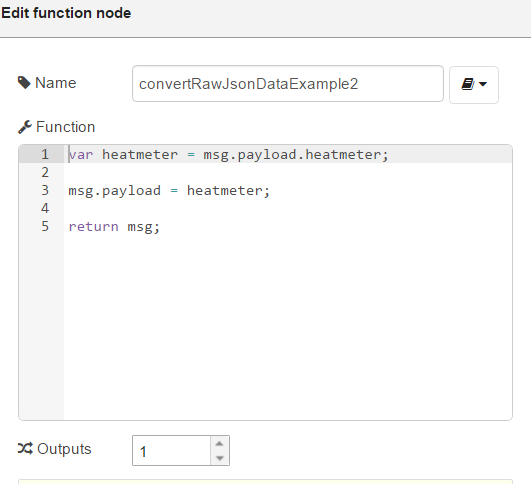 Edit function node
Name
convertRawJsonDataExample2
Function
1 var heatmeter = msg.payload.heatmeter;
2
3 msg.payload = heatmeter;
4
5 return msg;
Outputs
1